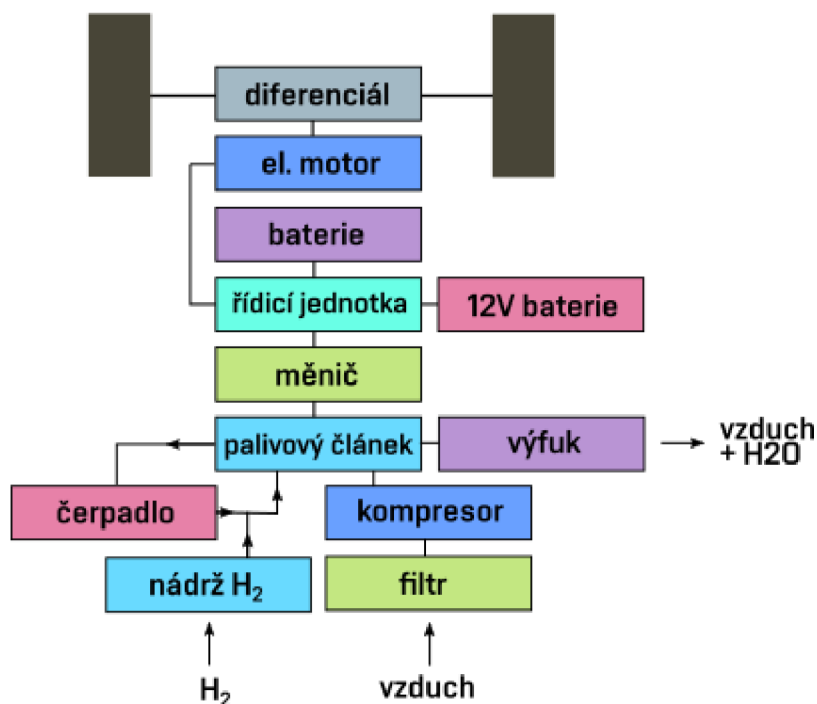 diferenciál
el. motor
baterie
řídicí jednotka
12V baterie
měnič
palivový článek
výfuk
vzduch
+ H2O
čerpadlo
kompresor
nádrž H₂
filtr
H₂
vzduch